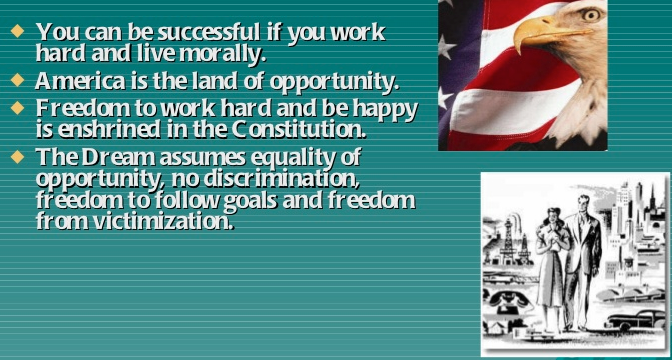 You can be successful if you work
hard and live morally.
America is the land of opportunity.
Freedom to work hard and be happy
is enshrined in the Constitution.
The Dream assumes equality of
opportunity, no discrimination,
freedom to follow goals and freedom
from victimization.